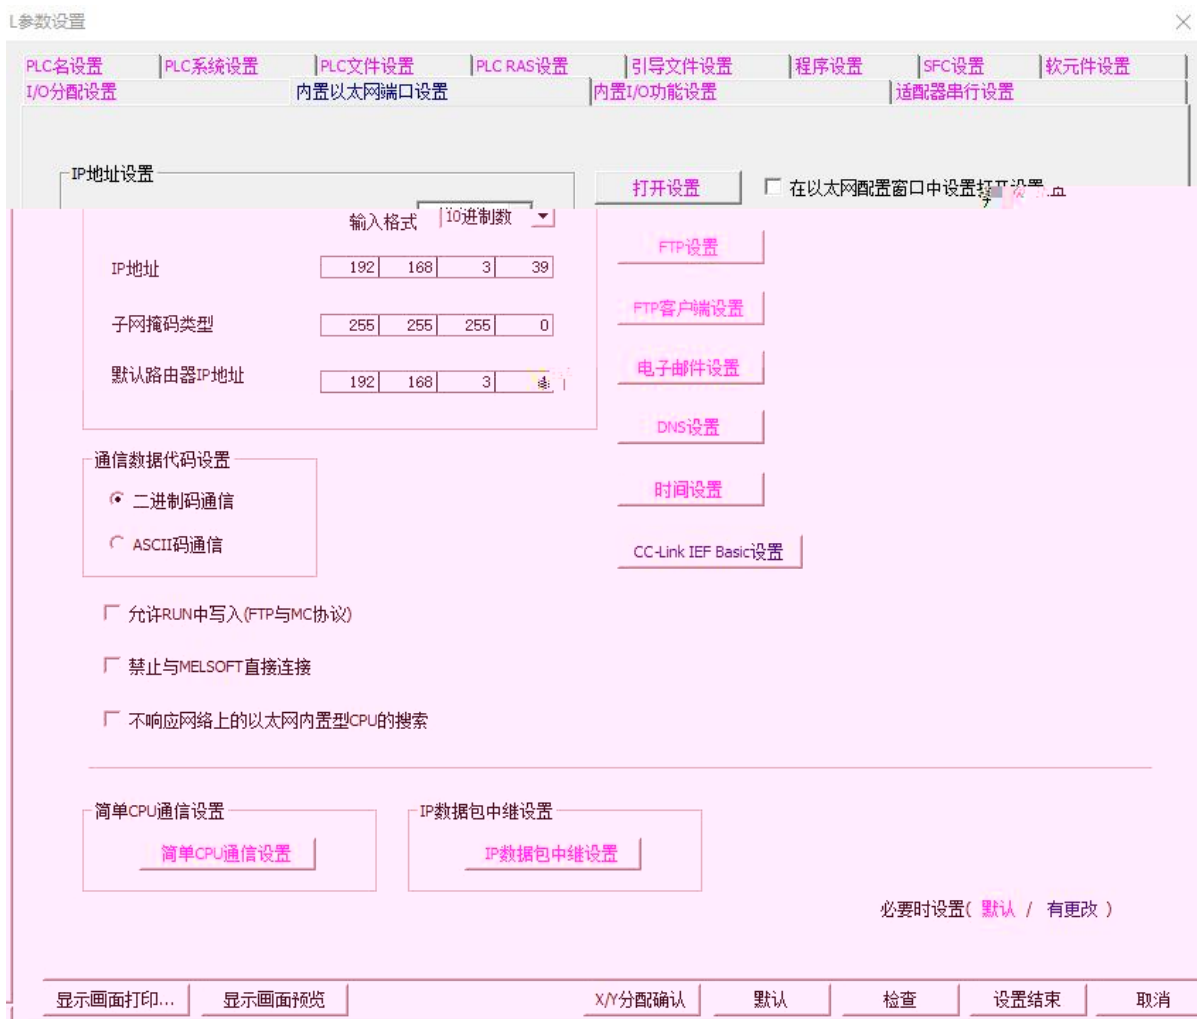 L参数设置
PLC名设置 PLC系统设置 PLC文件设置 PLC RAS设置 引导文件设置 程序设置 SFC设置 软元件设置
I/O分配设置 内置以太网端口设置 内置I/O功能设置 适配器串行设置
IP地址设置
打开设置 在以太网配置窗口中设置打开设置
输入格式 10进制数
FTP设置
IP地址 192 168 3 39
FTP客户端设置
子网掩码类型 255 255 255 0
电子邮件设置
默认路由器IP地址 192 168 3
DNS设置
通信数据代码设置
时间设置
二进制码通信
ASCII码通信
CC-Link IEF Basic设置
允许RUN中写入(FTP与MC协议)
禁止与MELSOFT直接连接
不响应网络上的以太网内置型CPU的搜索
简单CPU通信设置 IP数据包中继设置
简单CPU通信设置 IP数据包中继设置
必要时设置( 默认 / 有更改 )
显示画面打印... 显示画面预览 X/Y分配确认 默认 检查 设置结束 取消